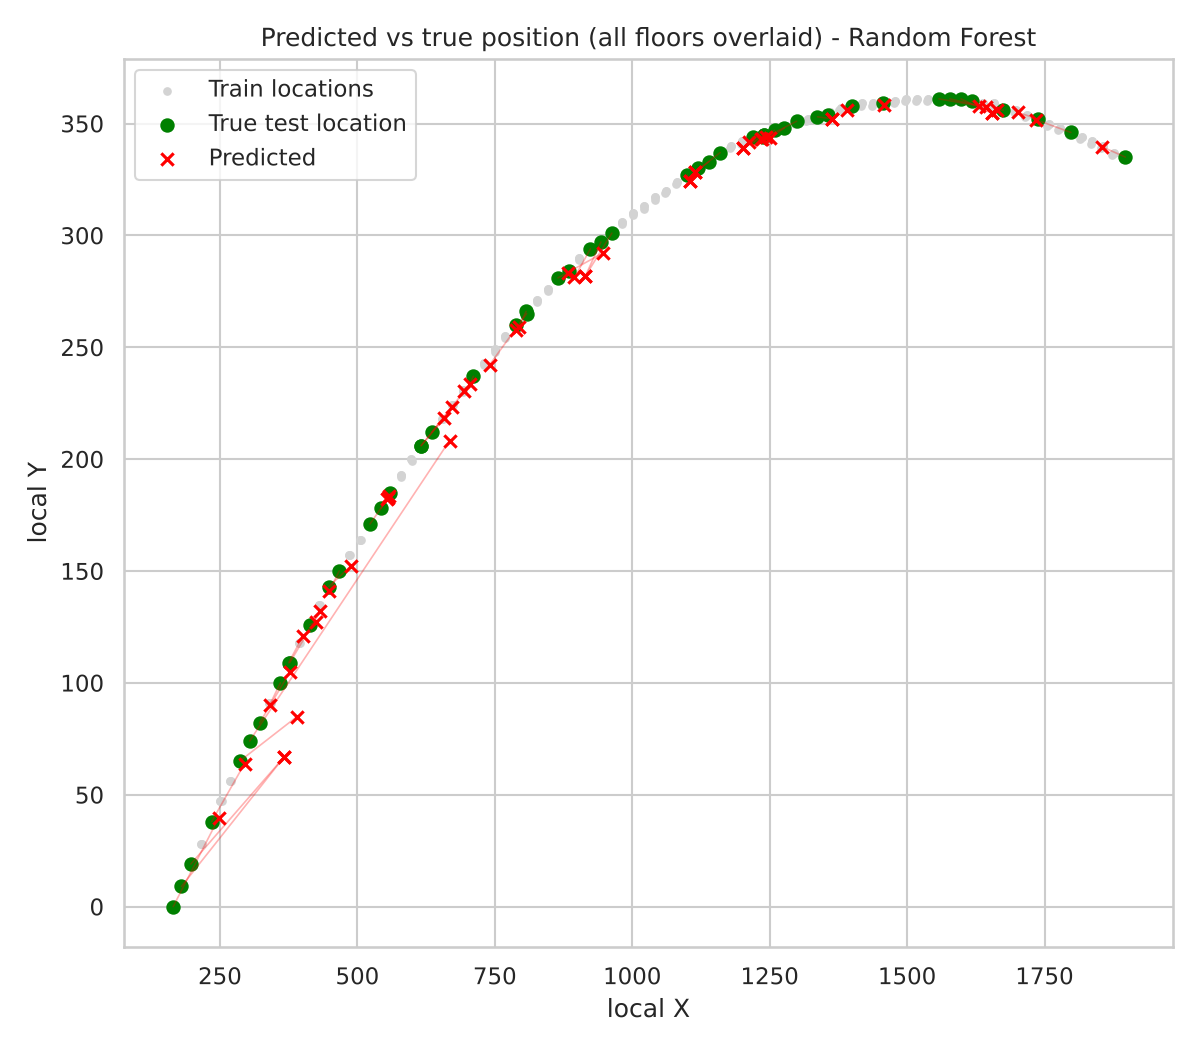 Predicted vs true position (all floors overlaid) - Random Forest
Train locations
True test location
Predicted
350
300
250
200
150
100
50
0
local Y
250
500
750
1000
1250
1500
1750
local X